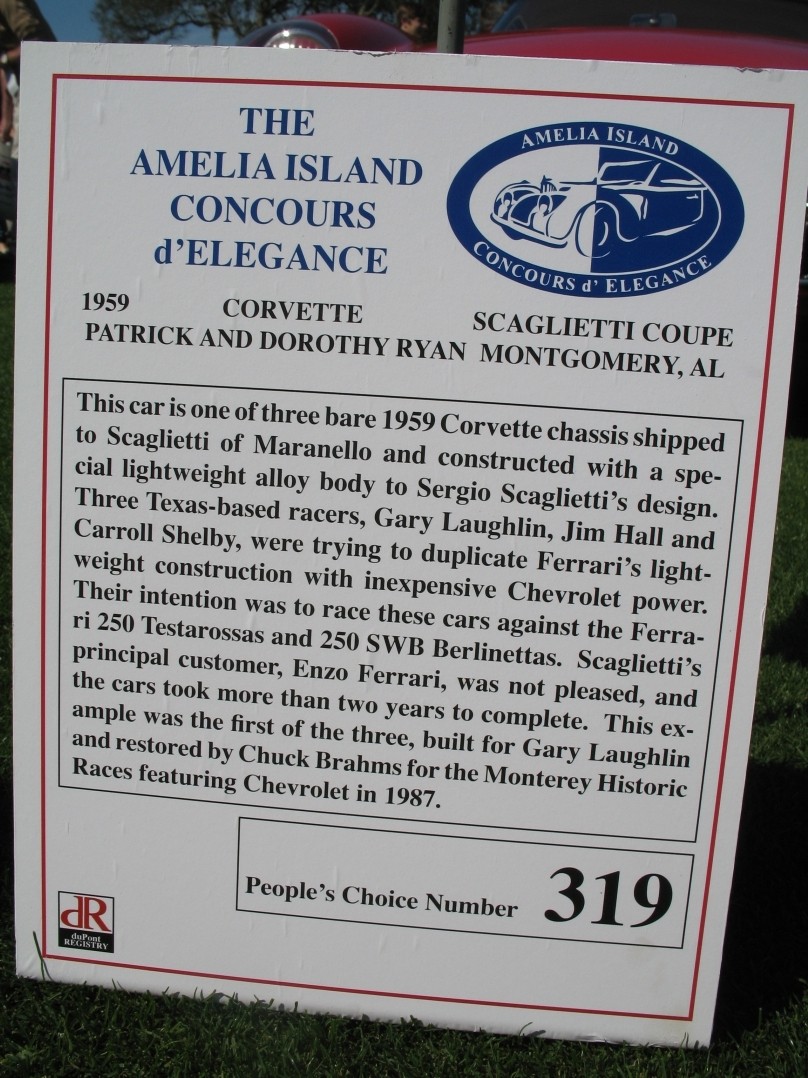 THE
AMELIA ISLAND
CONCOURS
d'ELEGANCE
AMELIA ISLAND
CONCOURS d' ELEGANCE
1959 CORVETTE SCAGLIETTI COUPE
PATRICK AND DOROTHY RYAN MONTGOMERY, AL
This car is one of three bare 1959 Corvette chassis shipped
to Scaglietti of Maranello and constructed with a spe-
cial lightweight alloy body to Sergio Scaglietti's design.
Three Texas-based racers, Gary Laughlin, Jim Hall and
Carroll Shelby, were trying to duplicate Ferrari's light-
weight construction with inexpensive Chevrolet power.
Their intention was to race these cars against the Ferra-
ri 250 Testarossas and 250 SWB Berlinettas. Scaglietti's
principal customer, Enzo Ferrari, was not pleased, and
the cars took more than two years to complete. This ex-
ample was the first of the three, built for Gary Laughlin
and restored by Chuck Brahms for the Monterey Historic
Races featuring Chevrolet in 1987.
People's Choice Number 319
dR
duPont
REGISTRY